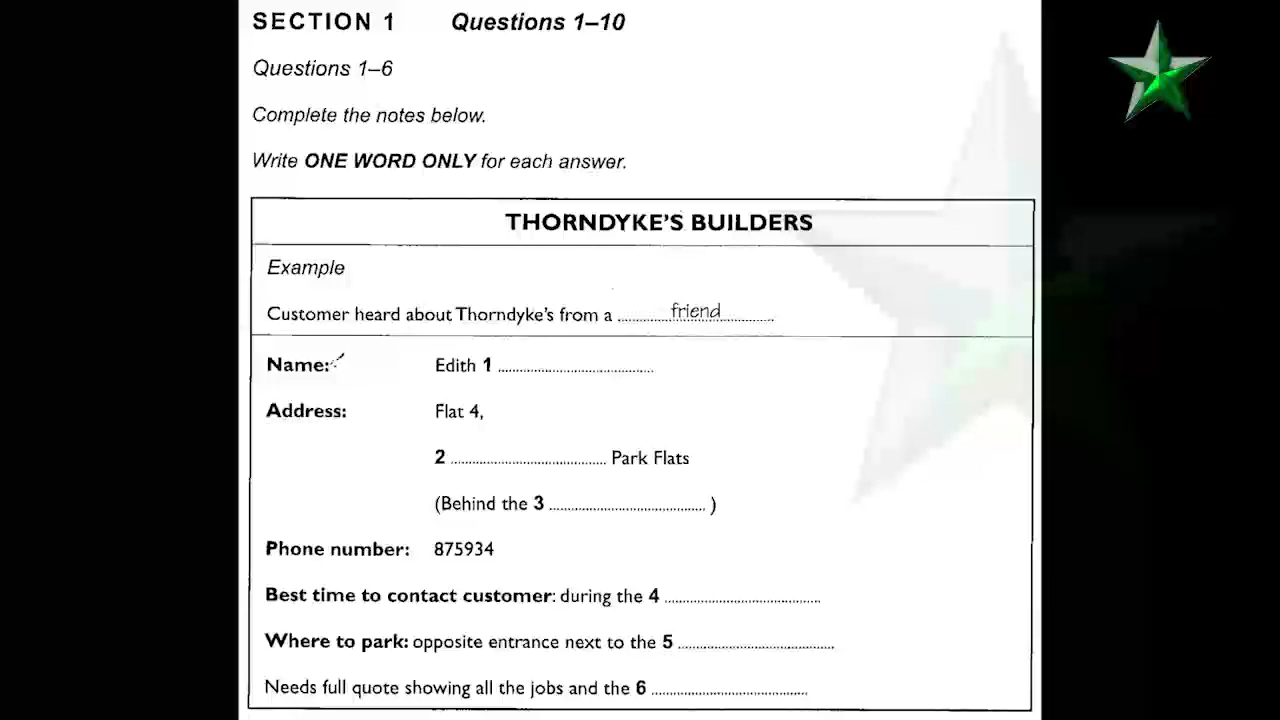 SECTION 1 Questions 1–10
Questions 1–6
Complete the notes below.
Write ONE WORD ONLY for each answer.
THORNDYKE'S BUILDERS
Example
Customer heard about Thorndyke's from a ............friend............
Name: Edith 1 ........................................
Address: Flat 4,
2 ........................................ Park Flats
(Behind the 3 ........................................ )
Phone number: 875934
Best time to contact customer: during the 4 ........................................
Where to park: opposite entrance next to the 5 ........................................
Needs full quote showing all the jobs and the 6 ........................................